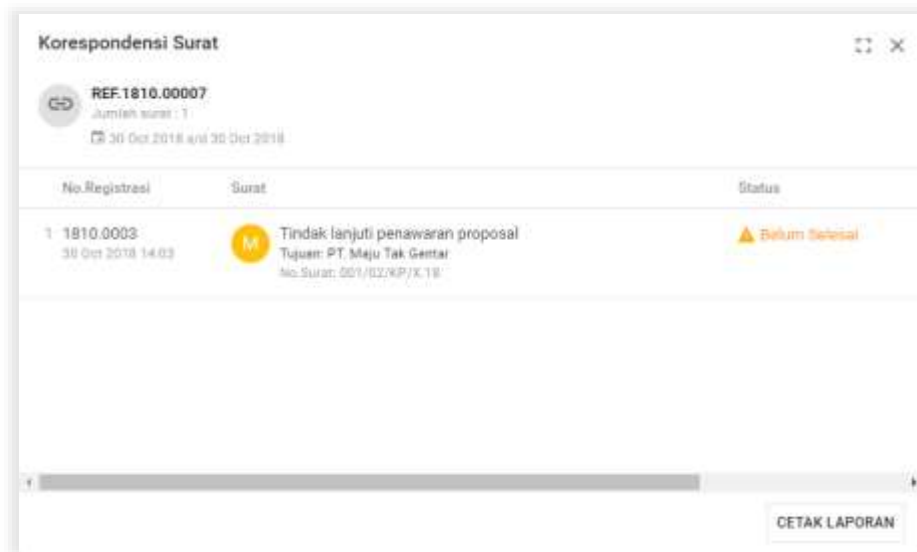 Korespondensi Surat
REF.1810.00007
Jumlah surat : 1
30 Oct 2018 s/d 30 Oct 2018
No.Registrasi Surat Status
1 1810.0003 M Tindak lanjuti penawaran proposal Belum Selesai
30 Oct 2018 14:03 Tujuan: PT. Maju Tak Gentar
No.Surat: 001/02/KP/X.18
CETAK LAPORAN